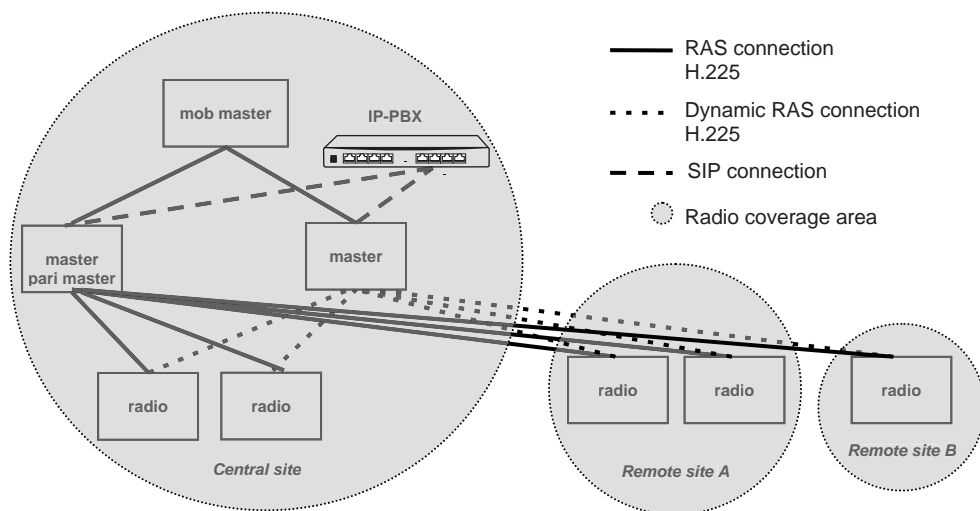 RAS connection
H.225
mob master
IP-PBX
Dynamic RAS connection
H.225
SIP connection
Radio coverage area
master
pari master
master
radio
radio
radio
radio
radio
Central site
Remote site A
Remote site B